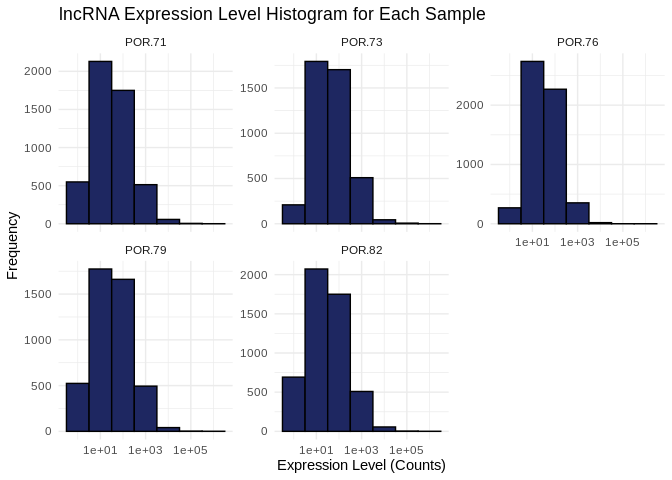 lncRNA Expression Level Histogram for Each Sample
POR.71
POR.73
POR.76
2000
1500
1000
500
0
1500
1000
500
0
2000
1000
0
1e+01 1e+03 1e+05
Frequency
POR.79
POR.82
1500
1000
500
0
2000
1500
1000
500
0
1e+01 1e+03 1e+05
1e+01 1e+03 1e+05
Expression Level (Counts)